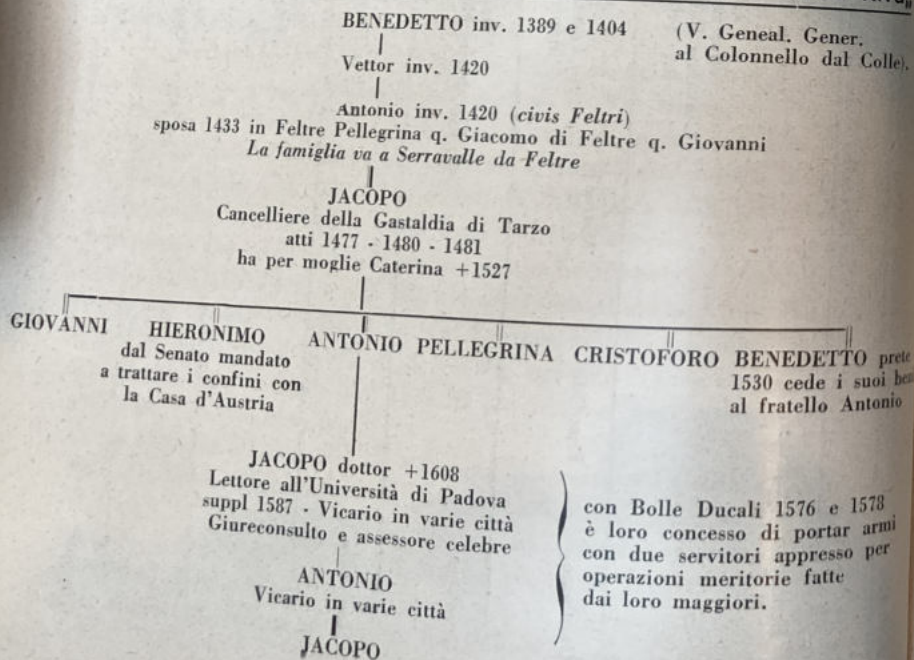 BENEDETTO inv. 1389 e 1404
(V. Geneal. Gener.
al Colonnello dal Colle).
Vettor inv. 1420
Antonio inv. 1420 (civis Feltri)
sposa 1433 in Feltre Pellegrina q. Giacomo di Feltre q. Giovanni
La famiglia va a Serravalle da Feltre
JACOPO
Cancelliere della Gastaldia di Tarzo
atti 1477 - 1480 - 1481
ha per moglie Caterina +1527
GIOVANNI
HIERONIMO
dal Senato mandato
a trattare i confini con
la Casa d'Austria
ANTONIO
PELLEGRINA
CRISTOFORO
BENEDETTO prete
1530 cede i suoi
al fratello Antonio
JACOPO dottor +1608
Lettore all'Università di Padova
suppl 1587 - Vicario in varie città
Giureconsulto e assessore celebre
con Bolle Ducali 1576 e 1578
è loro concesso di portar armi
con due servitori appresso per
operazioni meritorie fatte
dai loro maggiori.
ANTONIO
Vicario in varie città
JACOPO